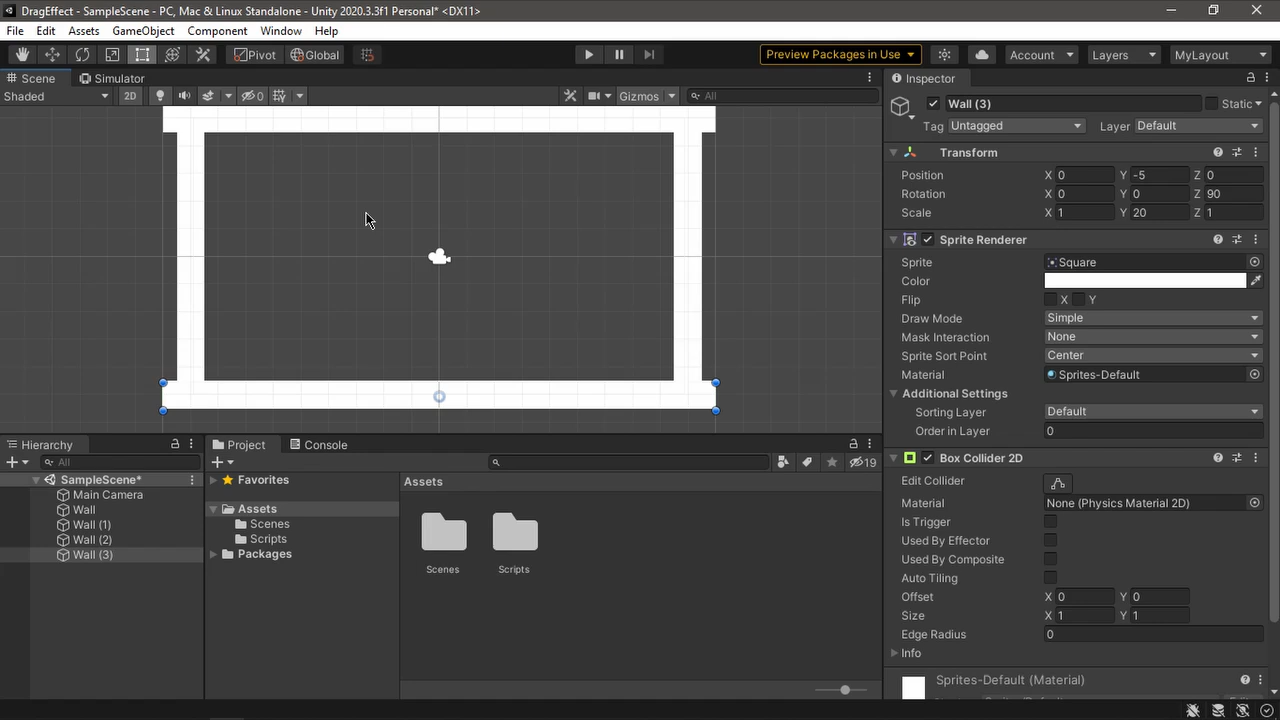 DragEffect - SampleScene - PC, Mac & Linux Standalone - Unity 2020.3.3f1 Personal* <DX11>
File Edit Assets GameObject Component Window Help
Pivot Global Preview Packages in Use Account Layers MyLayout
Scene Simulator
Shaded 2D 0 Gizmos All
Inspector
Wall (3) Static
Tag Untagged Layer Default
Transform
Position X 0 Y -5 Z 0
Rotation X 0 Y 0 Z 90
Scale X 1 Y 20 Z 1
Sprite Renderer
Sprite Square
Color
Flip X Y
Draw Mode Simple
Mask Interaction None
Sprite Sort Point Center
Material Sprites-Default
Additional Settings
Sorting Layer Default
Order in Layer 0
Box Collider 2D
Edit Collider
Material None (Physics Material 2D)
Is Trigger
Used By Effector
Used By Composite
Auto Tiling
Offset X 0 Y 0
Size X 1 Y 1
Edge Radius 0
Info
Sprites-Default (Material)
Hierarchy
All
SampleScene*
Main Camera
Wall
Wall (1)
Wall (2)
Wall (3)
Project Console
19
Favorites
Assets
Scenes
Scripts
Packages
Assets
Scenes Scripts